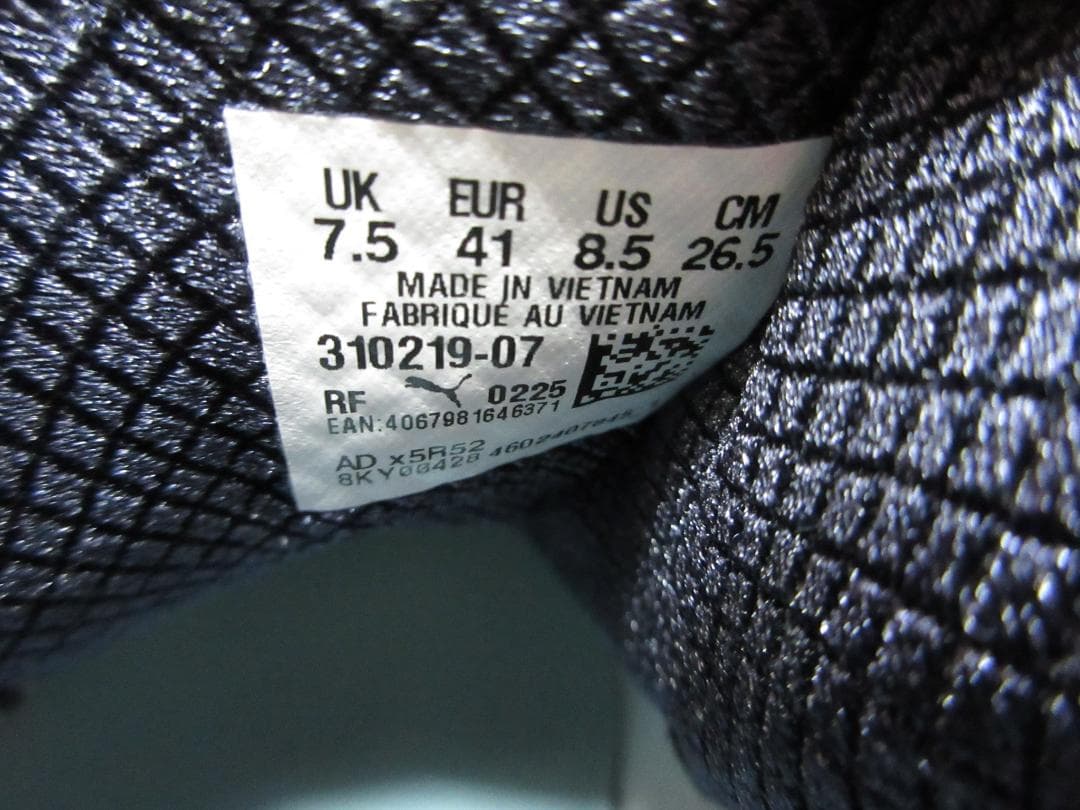 UK EUR US CM
7.5 41 8.5 26.5
MADE IN VIETNAM
FABRIQUE AU VIETNAM
310219-07
RF 0225
EAN:4067981646371
AD x5R52
8KY00428